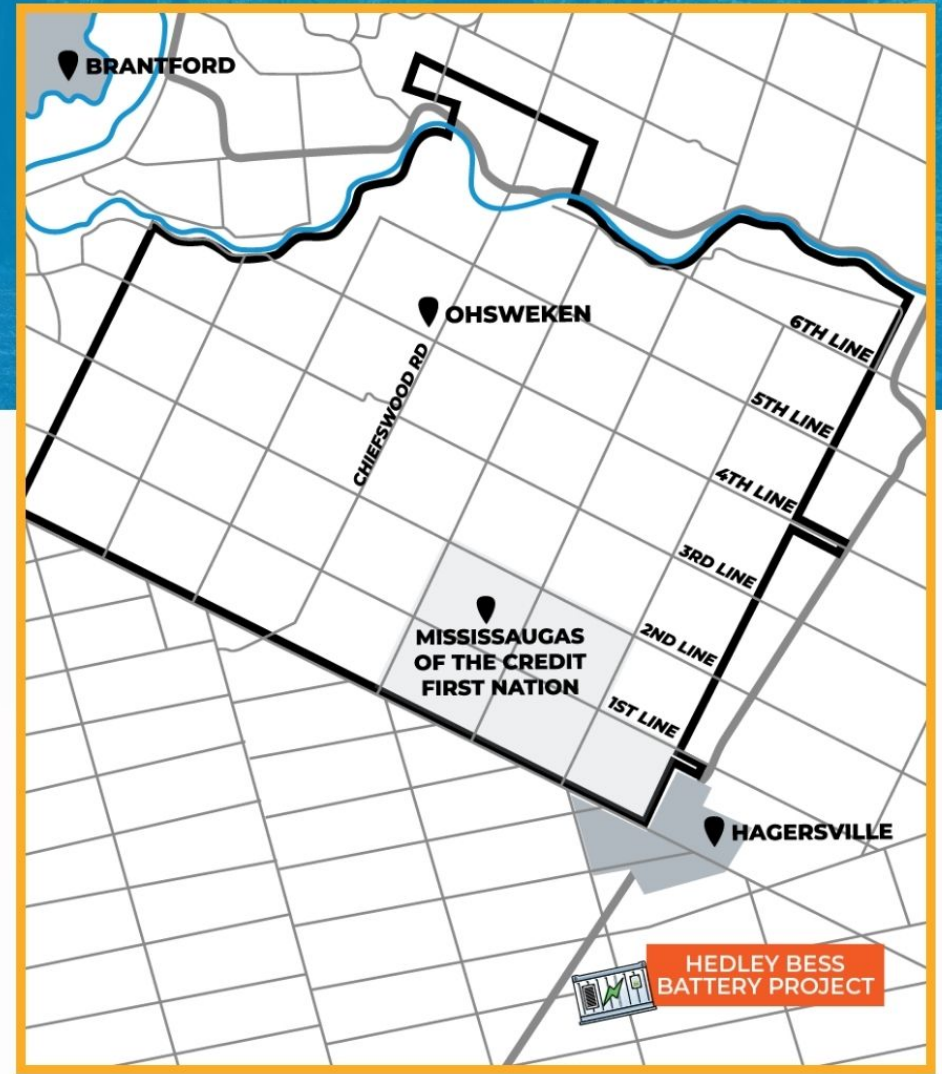 BRANTFORD
OHSWEKEN
CHIEFSWOOD RD
6TH LINE
5TH LINE
4TH LINE
3RD LINE
2ND LINE
1ST LINE
MISSISSAUGAS
OF THE CREDIT
FIRST NATION
HAGERSVILLE
HEDLEY BESS
BATTERY PROJECT